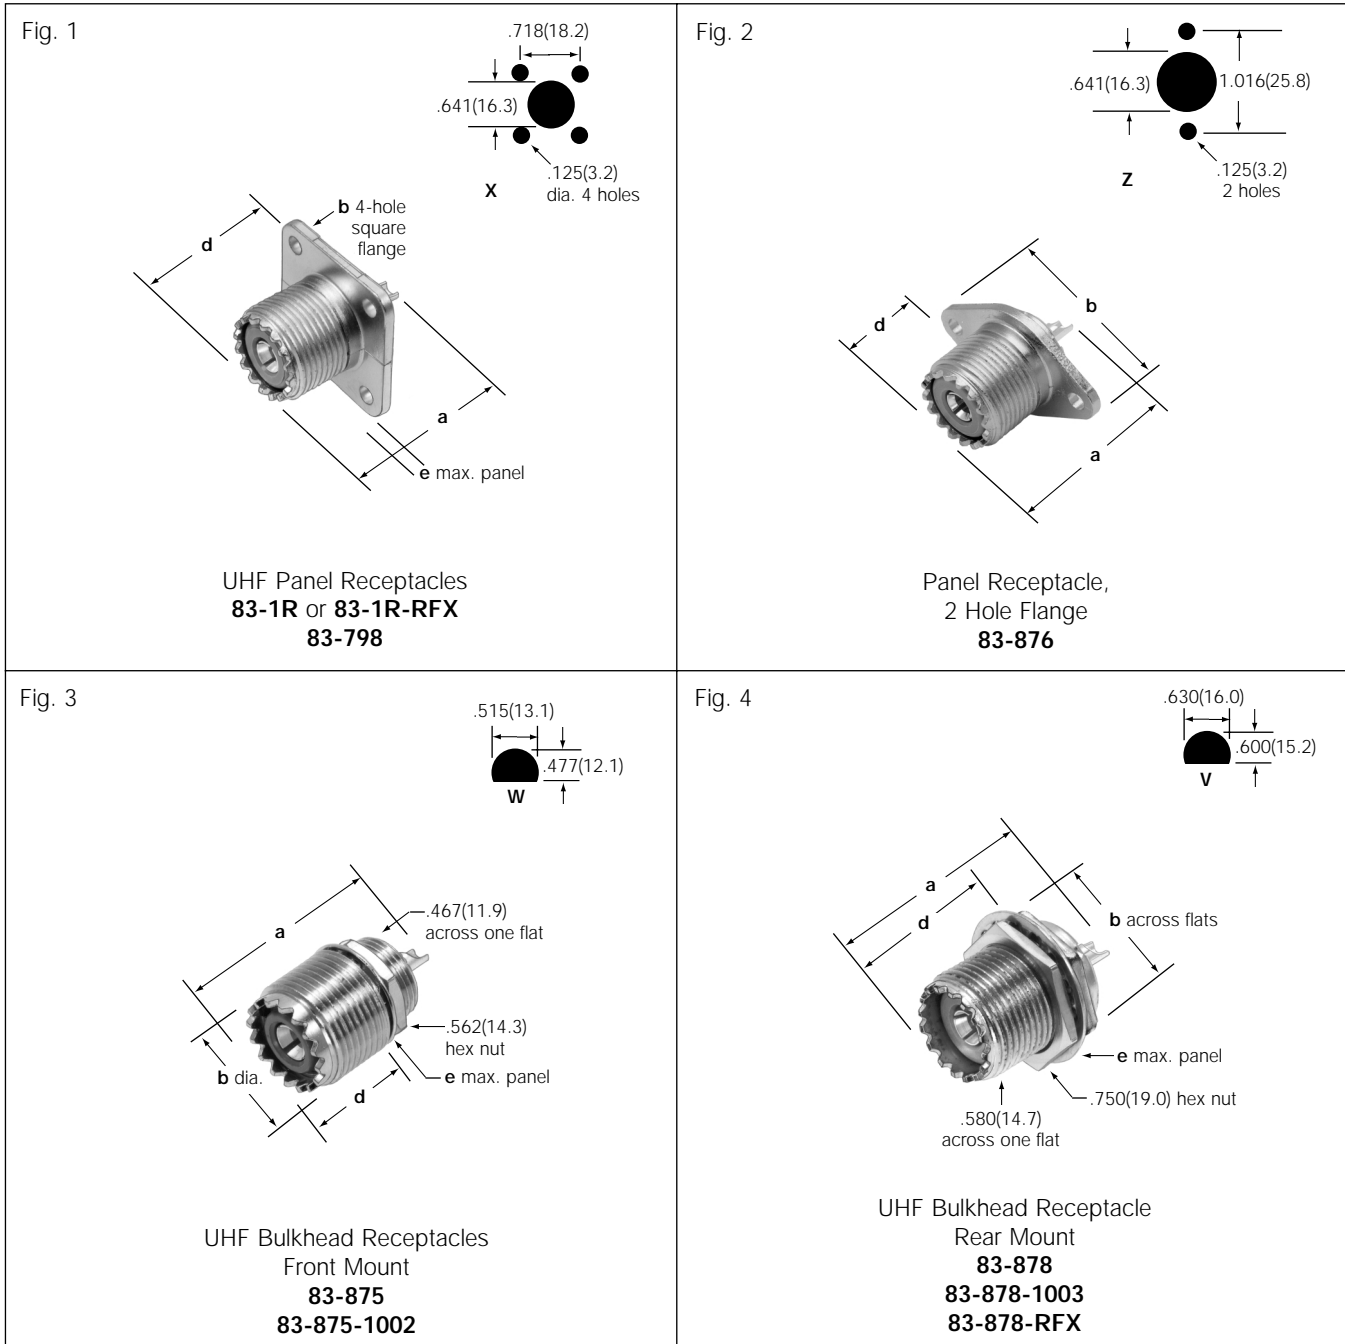 Fig. 1
.718(18.2)
.641(16.3)
.125(3.2)
dia. 4 holes
X
b 4-hole
square
flange
d
a
e max. panel
UHF Panel Receptacles
83-1R or 83-1R-RFX
83-798
Fig. 2
.641(16.3)
1.016(25.8)
.125(3.2)
2 holes
Z
b
d
a
Panel Receptacle,
2 Hole Flange
83-876
Fig. 3
.515(13.1)
.477(12.1)
W
a
.467(11.9)
across one flat
.562(14.3)
hex nut
b dia.
e max. panel
d
UHF Bulkhead Receptacles
Front Mount
83-875
83-875-1002
Fig. 4
.630(16.0)
.600(15.2)
V
a
d
b across flats
e max. panel
.750(19.0) hex nut
.580(14.7)
across one flat
UHF Bulkhead Receptacle
Rear Mount
83-878
83-878-1003
83-878-RFX